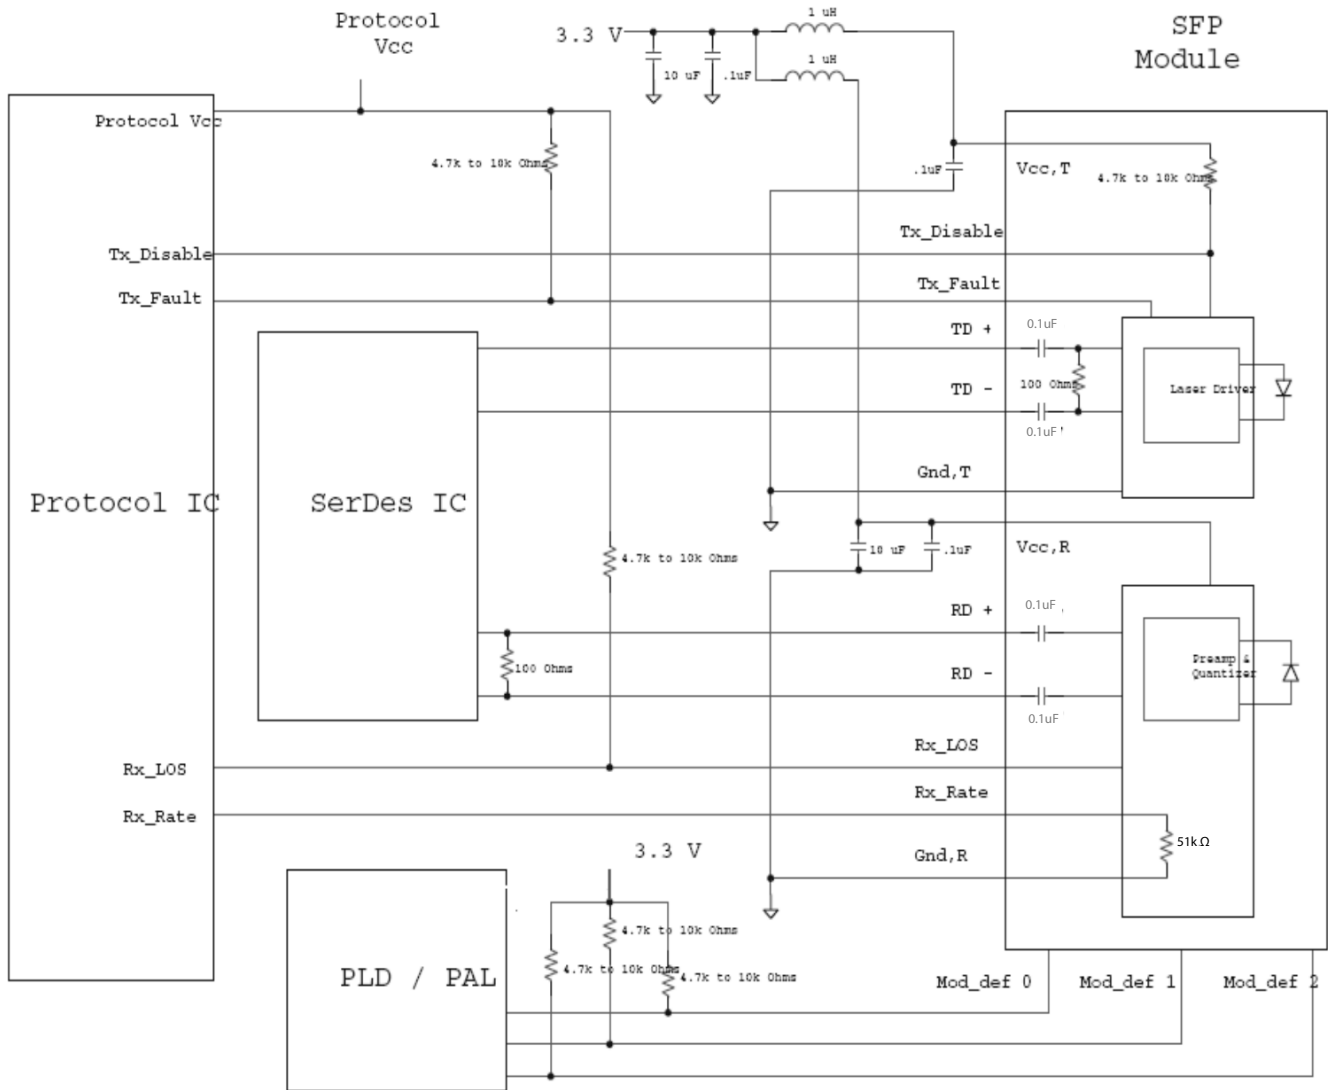 Protocol
Vcc
3.3 V
1 uH
1 uH
10 uF
.1uF
SFP
Module
Protocol Vcc
4.7k to 10k Ohms
.1uF
Vcc,T
4.7k to 10k Ohms
Tx_Disable
Tx_Disable
Tx_Fault
Tx_Fault
TD +
0.1uF
100 Ohms
TD -
0.1uF
Laser Driver
Gnd,T
Protocol IC
SerDes IC
4.7k to 10k Ohms
10 uF
.1uF
Vcc,R
RD +
0.1uF
100 Ohms
RD -
0.1uF
Preamp &
Quantizer
Rx_LOS
Rx_LOS
Rx_Rate
Rx_Rate
51kΩ
3.3 V
Gnd,R
4.7k to 10k Ohms
4.7k to 10k Ohms
4.7k to 10k Ohms
PLD / PAL
Mod_def 0
Mod_def 1
Mod_def 2